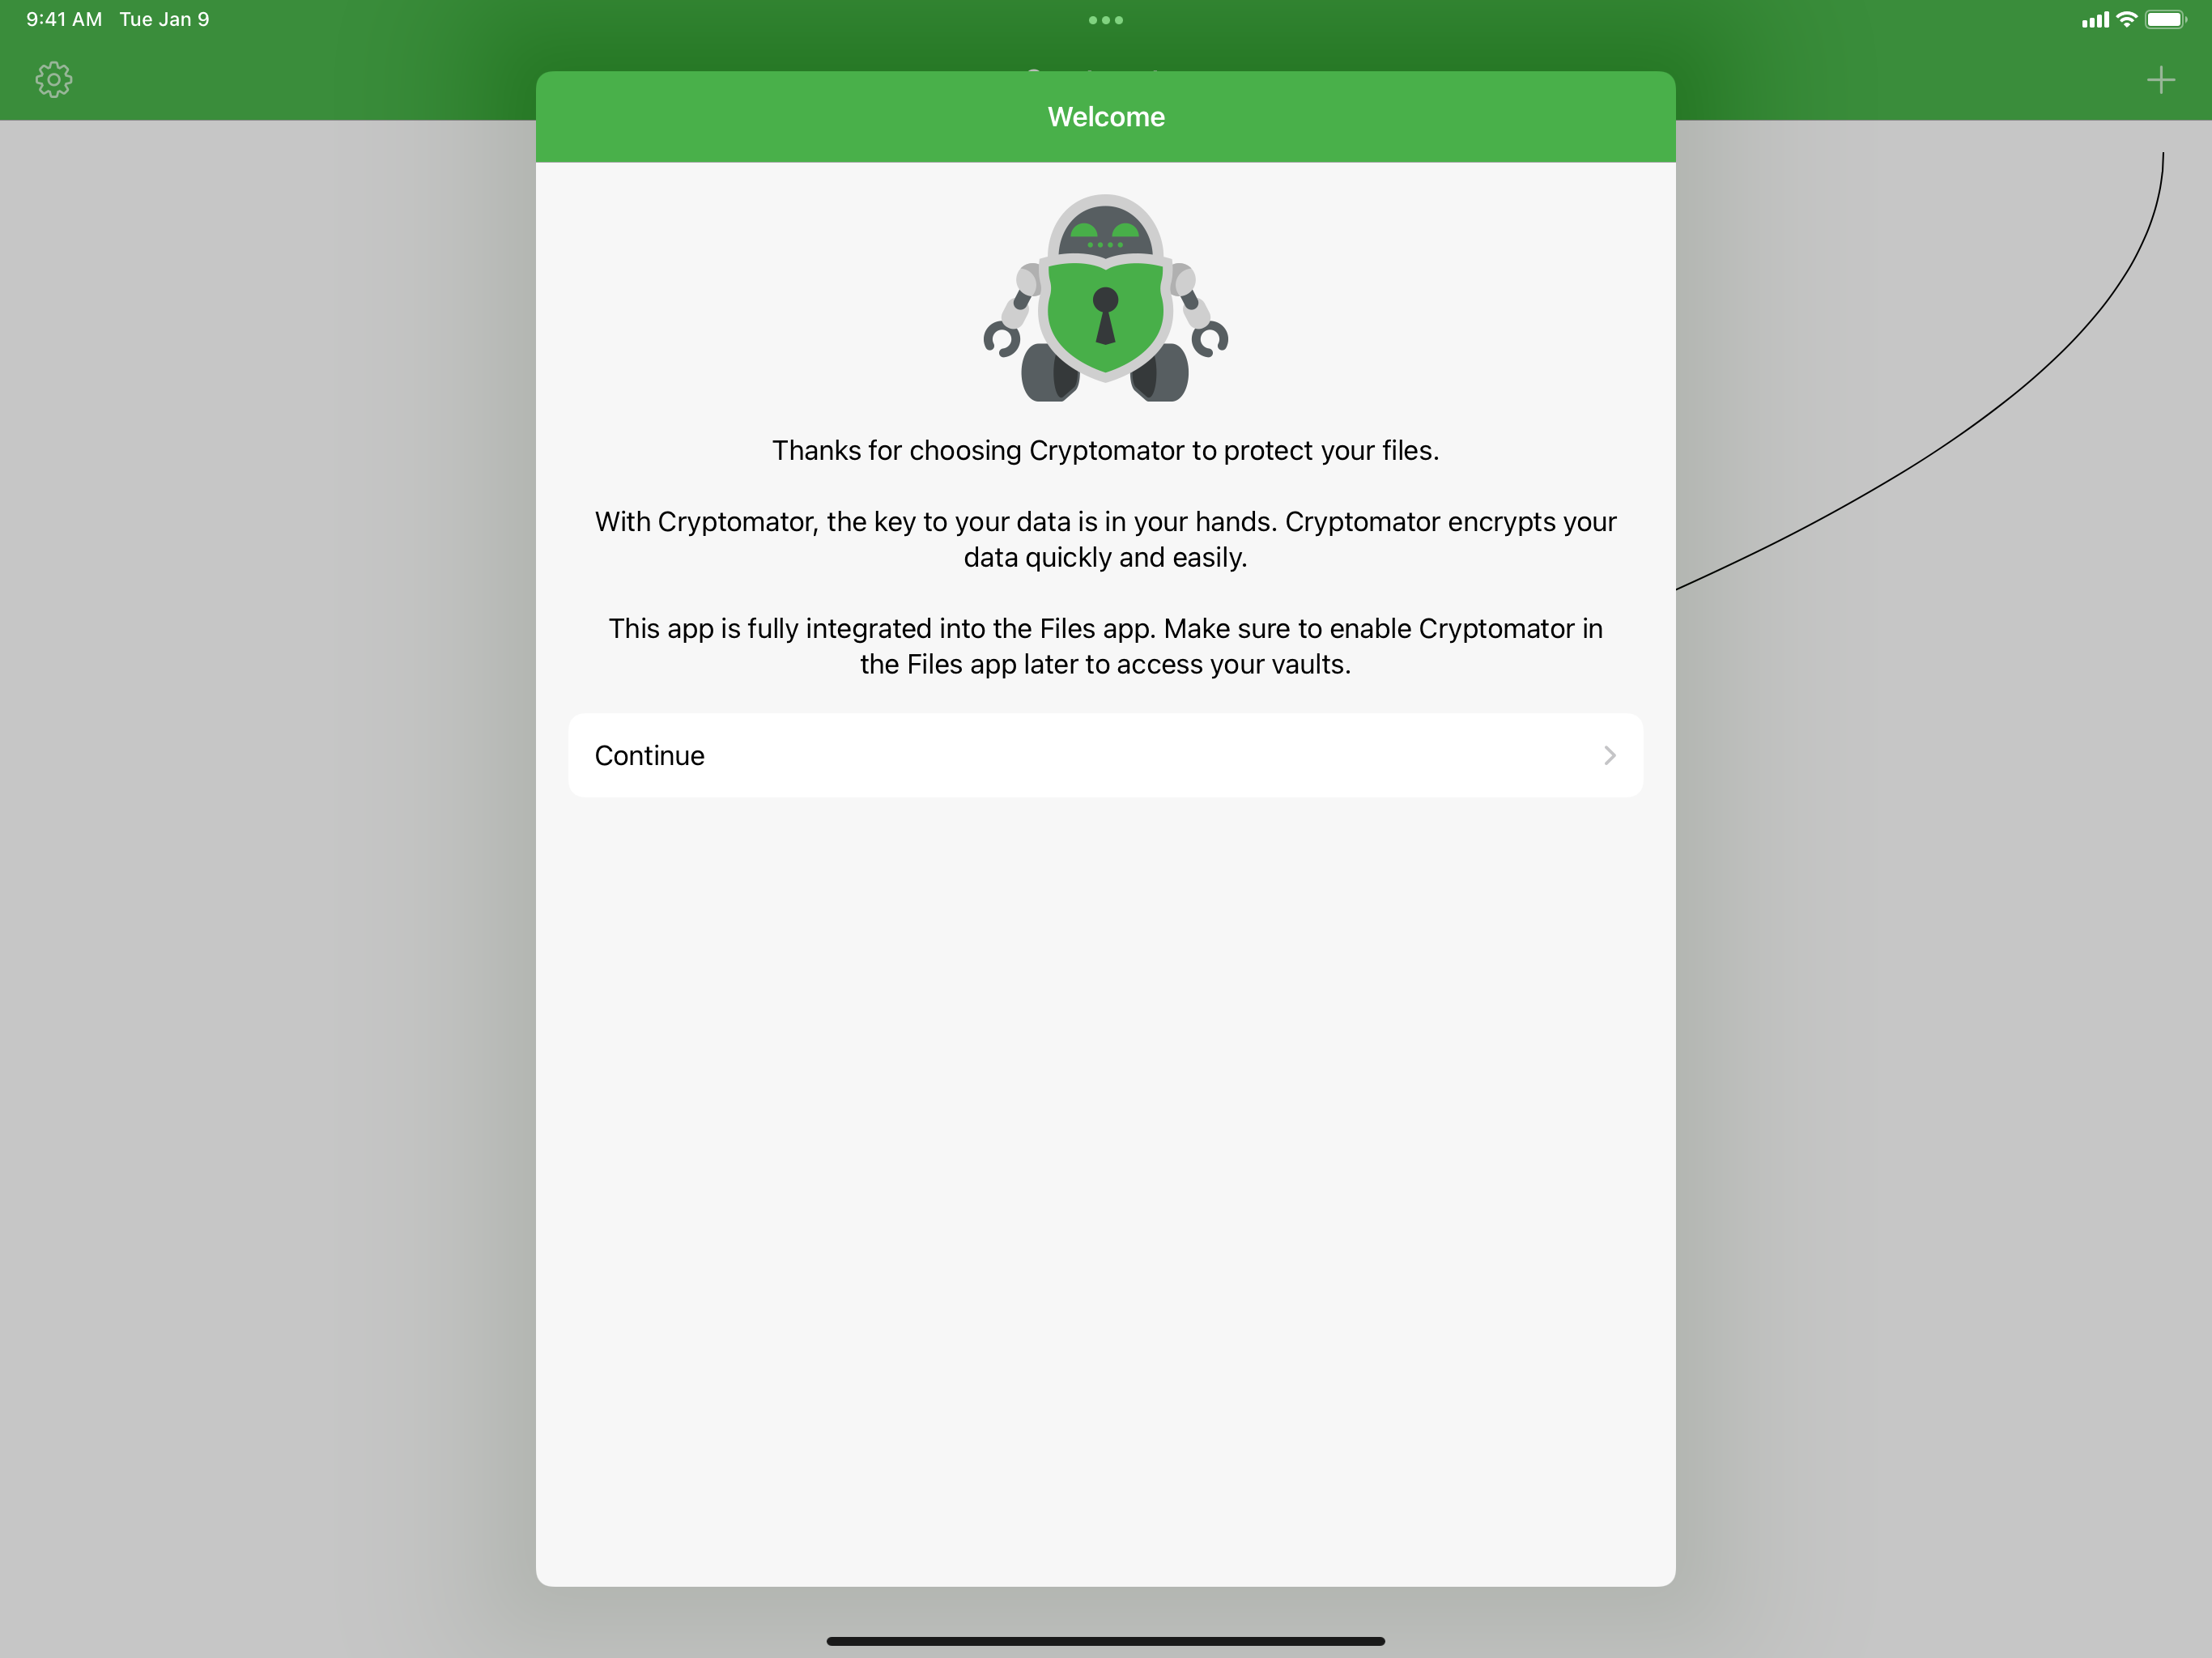 9:41 AM Tue Jan 9
Welcome
Thanks for choosing Cryptomator to protect your files.
With Cryptomator, the key to your data is in your hands. Cryptomator encrypts your
data quickly and easily.
This app is fully integrated into the Files app. Make sure to enable Cryptomator in
the Files app later to access your vaults.
Continue